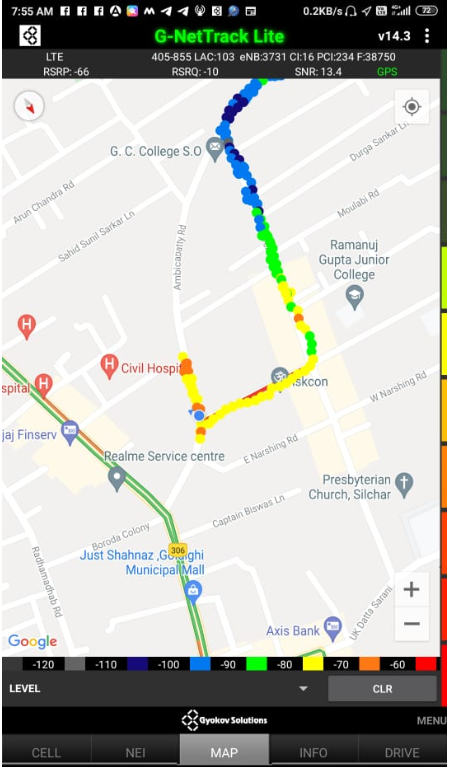 7:55 AM
0.2KB/s
4G+
72
G-NetTrack Lite
v14.3
LTE
405-855 LAC:103 eNB:3731 CI:16 PCI:234 F:38750
RSRP: -66
RSRQ: -10
SNR: 13.4
GPS
G. C. College S.O
Durga Sankar Ln
Arun Chandra Rd
Moulabi Rd
Sahid Sunil Sarkar Ln
Ambicapatty Rd
Ramanuj
Gupta Junior
College
Civil Hospit
spital
skcon
W Narshing Rd
jaj Finserv
E Narshing Rd
Realme Service centre
Presbyterian
Church, Silchar
Captain Biswas Ln
Boroda Colony
306
Just Shahnaz ,Goldighi
Municipal Mall
Radhamadhab Rd
UK Datta Sarani
Axis Bank
Google
-120 -110 -100 -90 -80 -70 -60
LEVEL
CLR
Gyokov Solutions
MENU
CELL NEI MAP INFO DRIVE